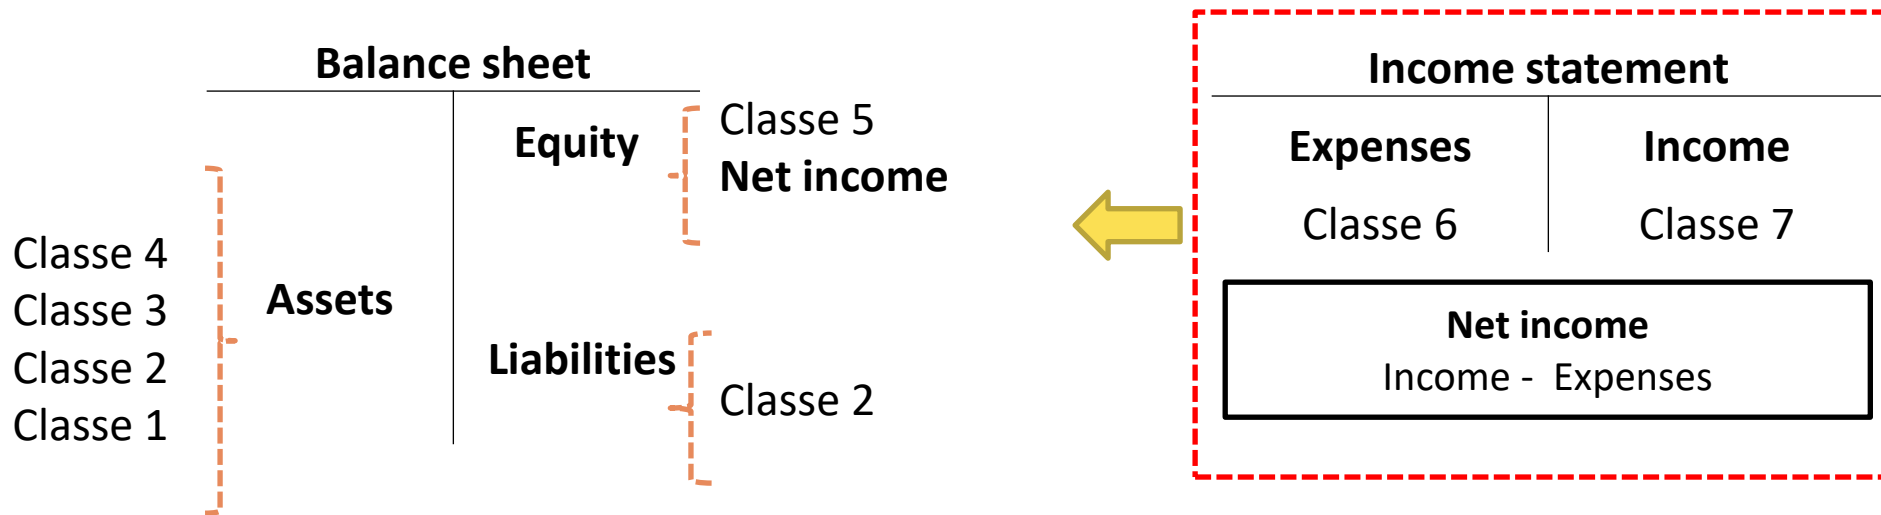 Balance sheet
Equity
Classe 5
Net income
Classe 4
Classe 3
Classe 2
Classe 1
Assets
Liabilities
Classe 2
Income statement
Expenses
Income
Classe 6
Classe 7
Net income
Income - Expenses